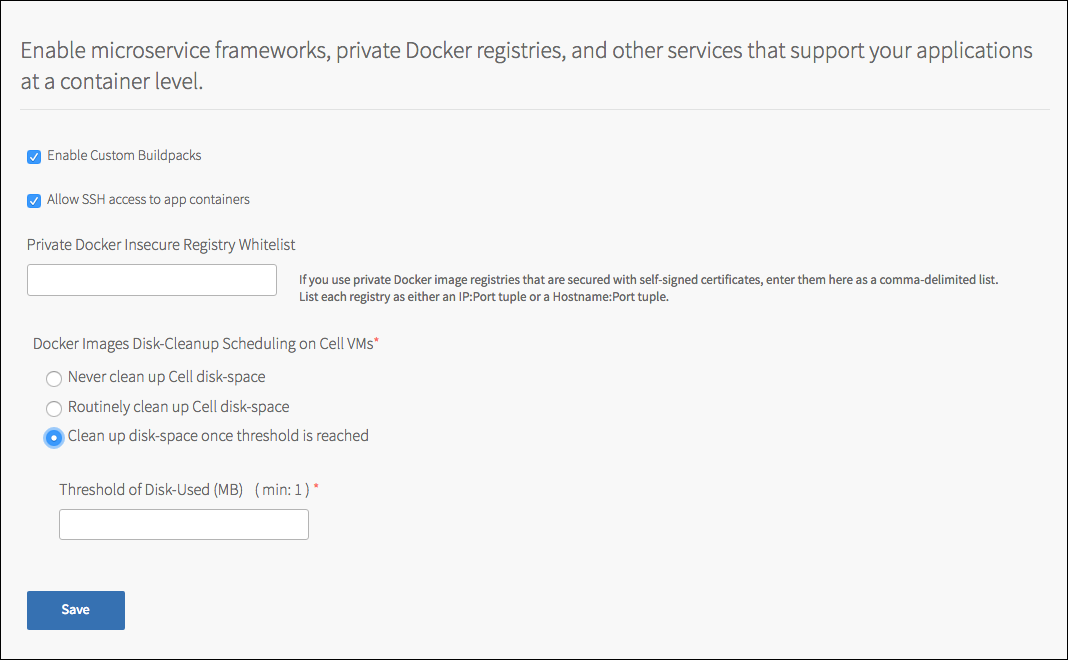 Enable microservice frameworks, private Docker registries, and other services that support your applications
at a container level.
Enable Custom Buildpacks
Allow SSH access to app containers
Private Docker Insecure Registry Whitelist
If you use private Docker image registries that are secured with self-signed certificates, enter them here as a comma-delimited list.
List each registry as either an IP:Port tuple or a Hostname:Port tuple.
Docker Images Disk-Cleanup Scheduling on Cell VMs*
Never clean up Cell disk-space
Routinely clean up Cell disk-space
Clean up disk-space once threshold is reached
Threshold of Disk-Used (MB) ( min: 1 ) *
Save